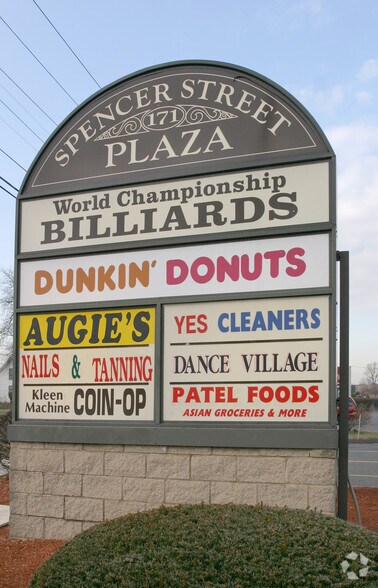 SPENCER STREET
171
PLAZA
World Championship
BILLIARDS
DUNKIN' DONUTS
AUGIE'S
NAILS & TANNING
Kleen
Machine COIN-OP
YES CLEANERS
DANCE VILLAGE
PATEL FOODS
ASIAN GROCERIES & MORE